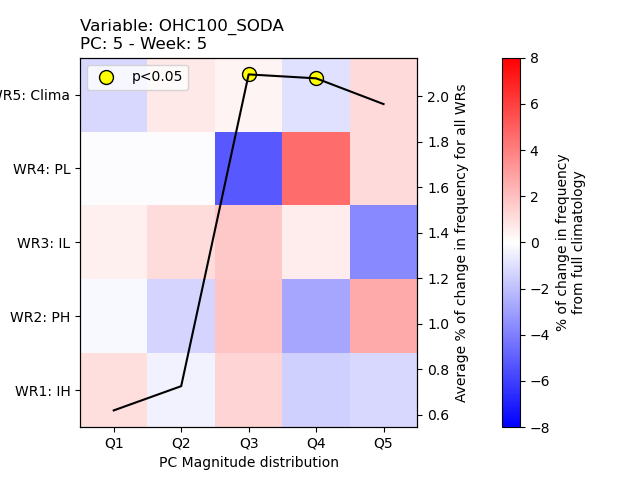 Variable: OHC100_SODA
PC: 5 - Week: 5
p<0.05
WR5: Clima
WR4: PL
WR3: IL
WR2: PH
WR1: IH
Q1 Q2 Q3 Q4 Q5
PC Magnitude distribution
2.0
1.8
1.6
1.4
1.2
1.0
0.8
0.6
Average % of change in frequency for all WRs
8
6
4
2
0
−2
−4
−6
−8
% of change in frequency
from full climatology